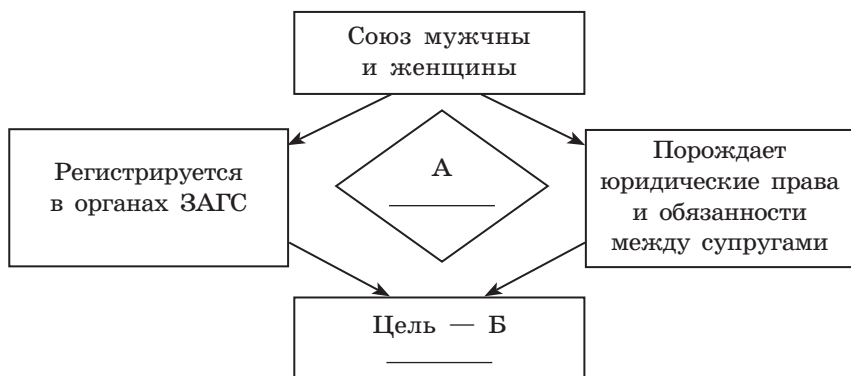 Союз мужчны
и женщины
Регистрируется
в органах ЗАГС
А
Порождает
юридические права
и обязанности
между супругами
Цель — Б